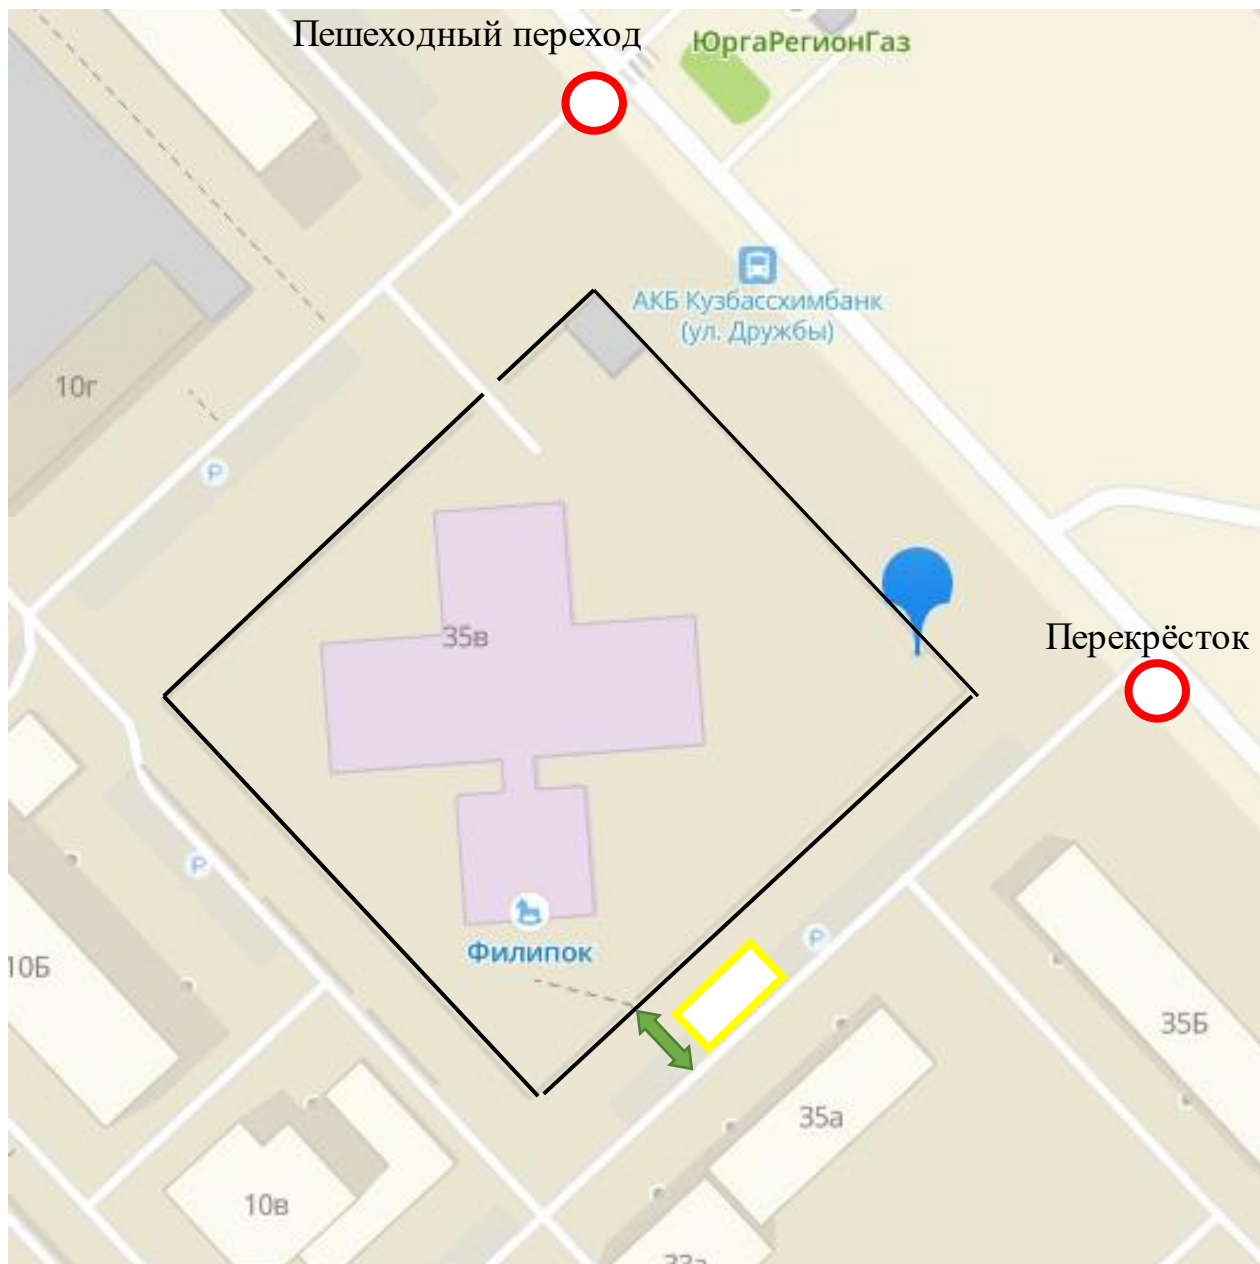 Пешеходный переход
ЮргаРегионГаз
АКБ Кузбассхимбанк
(ул. Дружбы)
10г
P
35в
Перекрёсток
P
Филипок
P
10Б
35Б
35а
10в